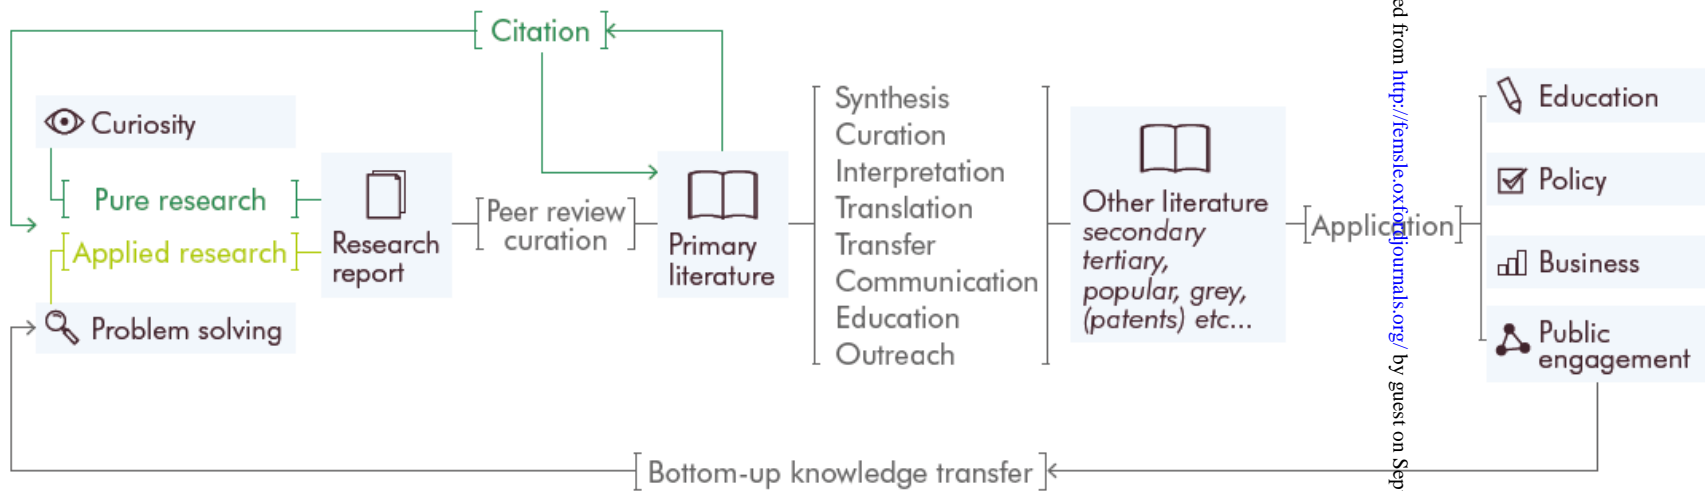 Citation
Curiosity
Pure research
Applied research
Problem solving
Research
report
Peer review
curation
Primary
literature
Synthesis
Curation
Interpretation
Translation
Transfer
Communication
Education
Outreach
Other literature
secondary
tertiary,
popular, grey,
(patents) etc...
Application
Education
Policy
Business
Public
engagement
Bottom-up knowledge transfer
from http://femsle.oxfordjournals.org/ by guest on